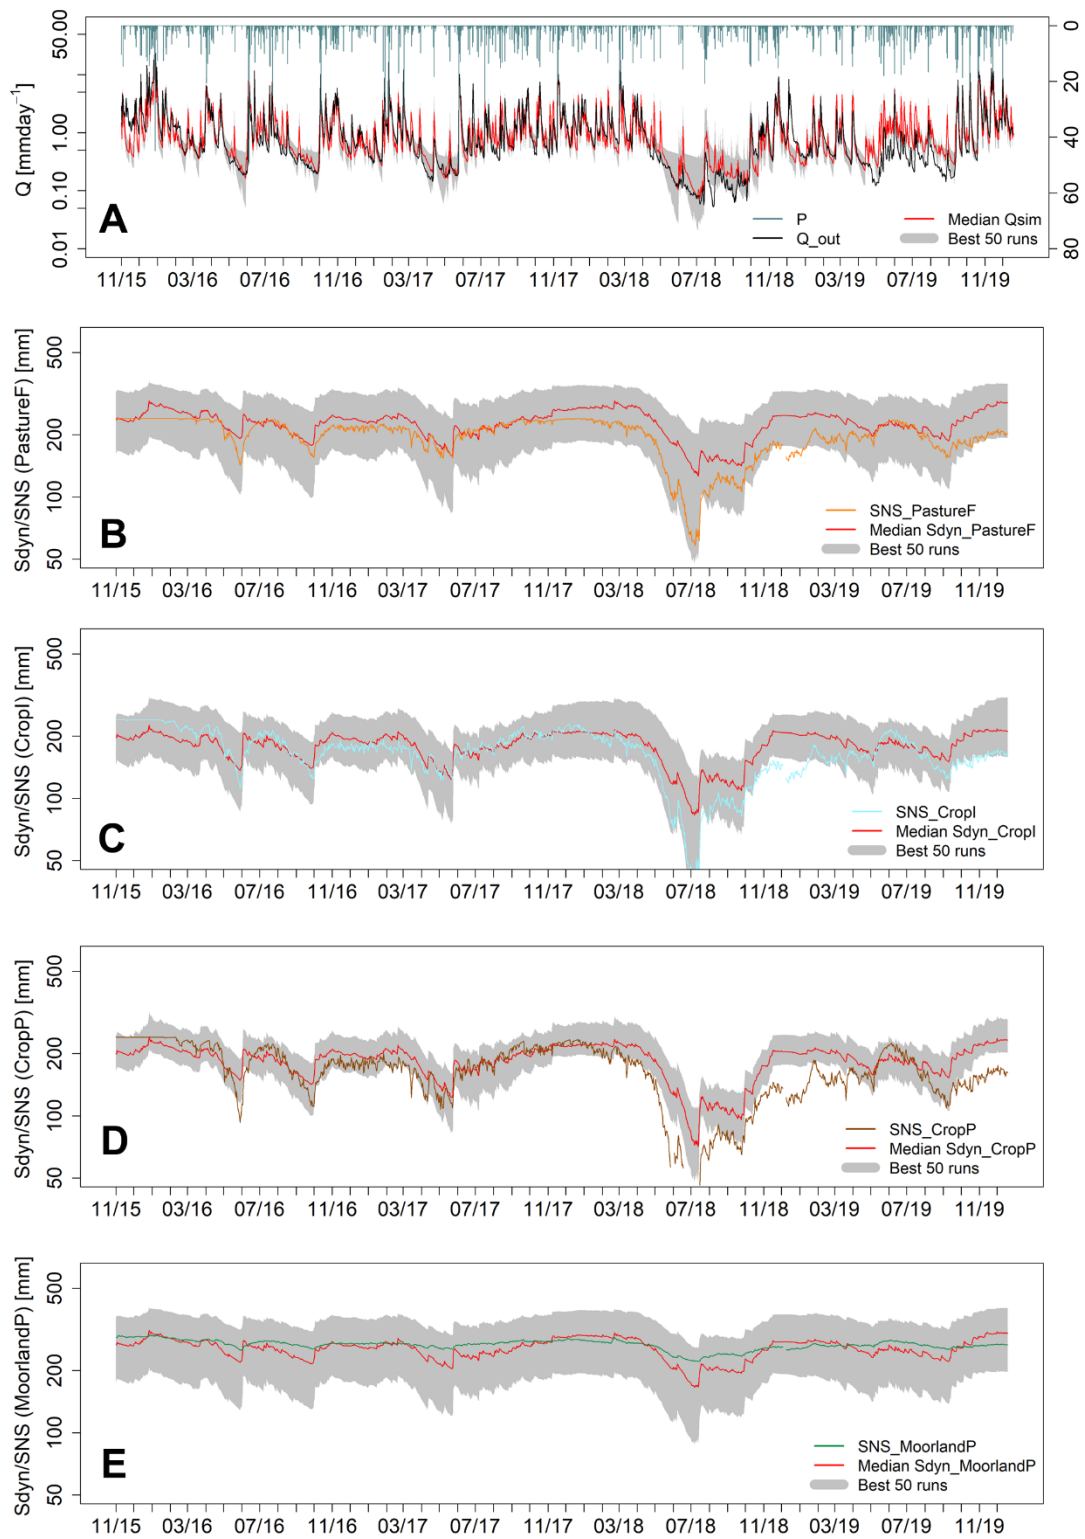 50.00
1.00
0.10
0.01
Q [mmday⁻¹]
0
20
40
60
80
A
P
Q_out
Median Qsim
Best 50 runs
11/15 03/16 07/16 11/16 03/17 07/17 11/17 03/18 07/18 11/18 03/19 07/19 11/19
Sdyn/SNS (PastureF) [mm]
500
200
100
50
B
SNS_PastureF
Median Sdyn_PastureF
Best 50 runs
11/15 03/16 07/16 11/16 03/17 07/17 11/17 03/18 07/18 11/18 03/19 07/19 11/19
Sdyn/SNS (CropI) [mm]
500
200
100
50
C
SNS_CropI
Median Sdyn_CropI
Best 50 runs
11/15 03/16 07/16 11/16 03/17 07/17 11/17 03/18 07/18 11/18 03/19 07/19 11/19
Sdyn/SNS (CropP) [mm]
500
200
100
50
D
SNS_CropP
Median Sdyn_CropP
Best 50 runs
11/15 03/16 07/16 11/16 03/17 07/17 11/17 03/18 07/18 11/18 03/19 07/19 11/19
Sdyn/SNS (MoorlandP) [mm]
500
200
100
50
E
SNS_MoorlandP
Median Sdyn_MoorlandP
Best 50 runs
11/15 03/16 07/16 11/16 03/17 07/17 11/17 03/18 07/18 11/18 03/19 07/19 11/19